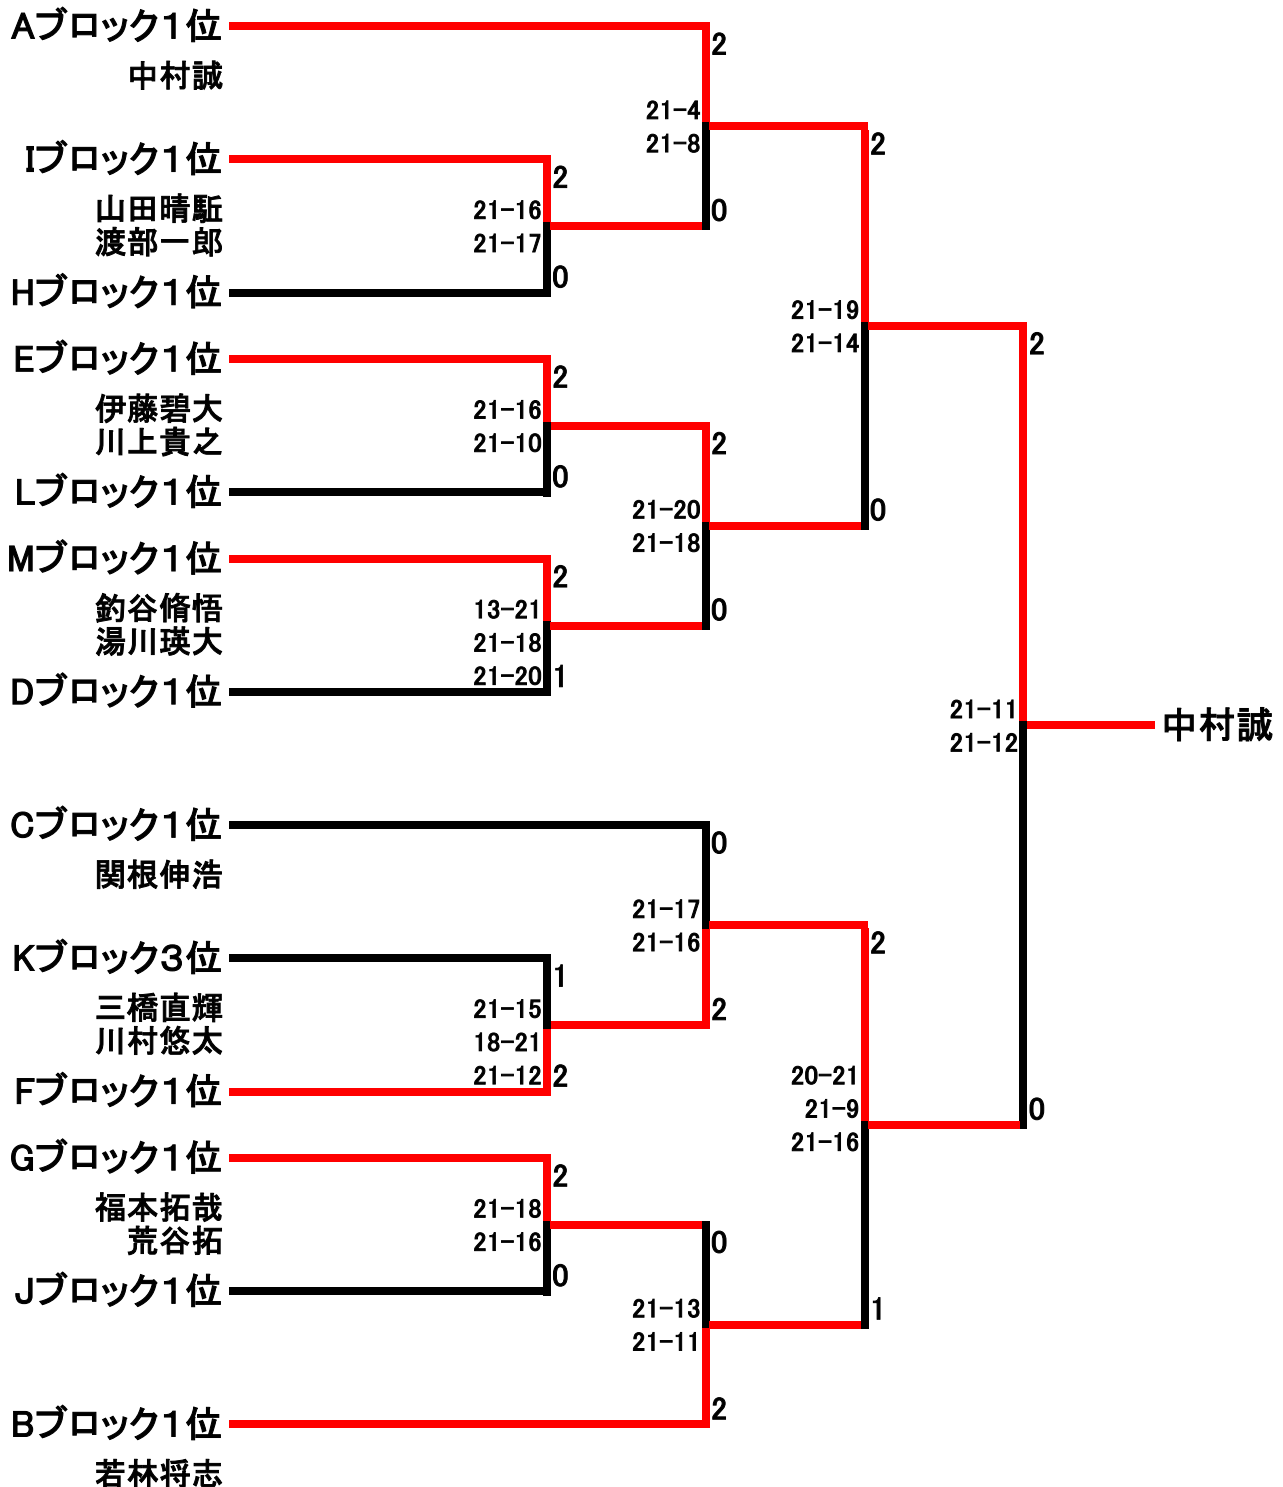 Aブロック1位
2
中村誠
21-4
21-8
2
Iブロック1位
2
山田晴駈
渡部一郎
21-16
21-17
0
Hブロック1位
0
21-19
21-14
2
Eブロック1位
2
伊藤碧大
川上貴之
21-16
21-10
2
Lブロック1位
0
21-20
21-18
0
Mブロック1位
2
釣谷脩悟
湯川瑛大
13-21
21-18
21-20
0
Dブロック1位
1
21-11
21-12
中村誠
Cブロック1位
0
関根伸浩
21-17
21-16
2
Kブロック3位
1
三橋直輝
川村悠太
21-15
18-21
21-12
2
Fブロック1位
2
20-21
21-9
21-16
0
Gブロック1位
2
福本拓哉
荒谷拓
21-18
21-16
0
Jブロック1位
0
21-13
21-11
1
Bブロック1位
2
若林将志